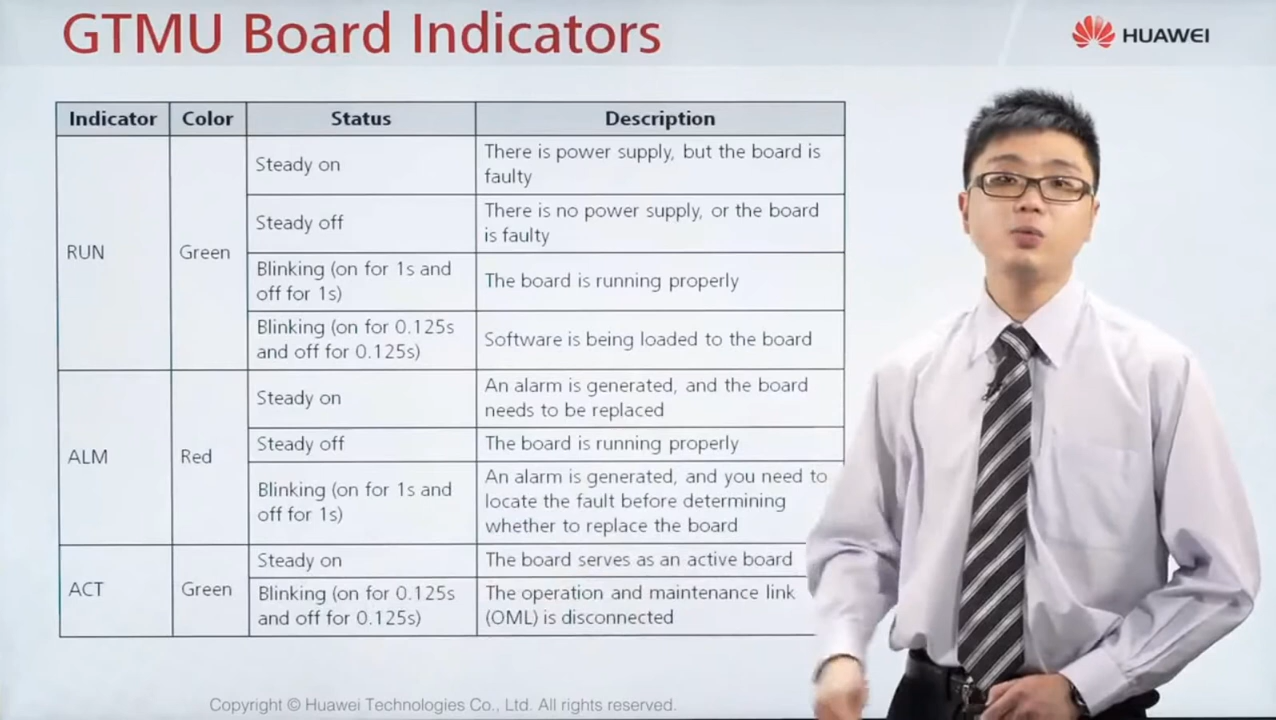 GTMU Board Indicators
HUAWEI
Indicator Color Status Description
RUN Green
Steady on
There is power supply, but the board is
faulty
Steady off
There is no power supply, or the board
is faulty
Blinking (on for 1s and
off for 1s)
The board is running properly
Blinking (on for 0.125s
and off for 0.125s)
Software is being loaded to the board
ALM Red
Steady on
An alarm is generated, and the board
needs to be replaced
Steady off
The board is running properly
Blinking (on for 1s and
off for 1s)
An alarm is generated, and you need to
locate the fault before determining
whether to replace the board
ACT Green
Steady on
The board serves as an active board
Blinking (on for 0.125s
and off for 0.125s)
The operation and maintenance link
(OML) is disconnected
Copyright © Huawei Technologies Co., Ltd. All rights reserved.